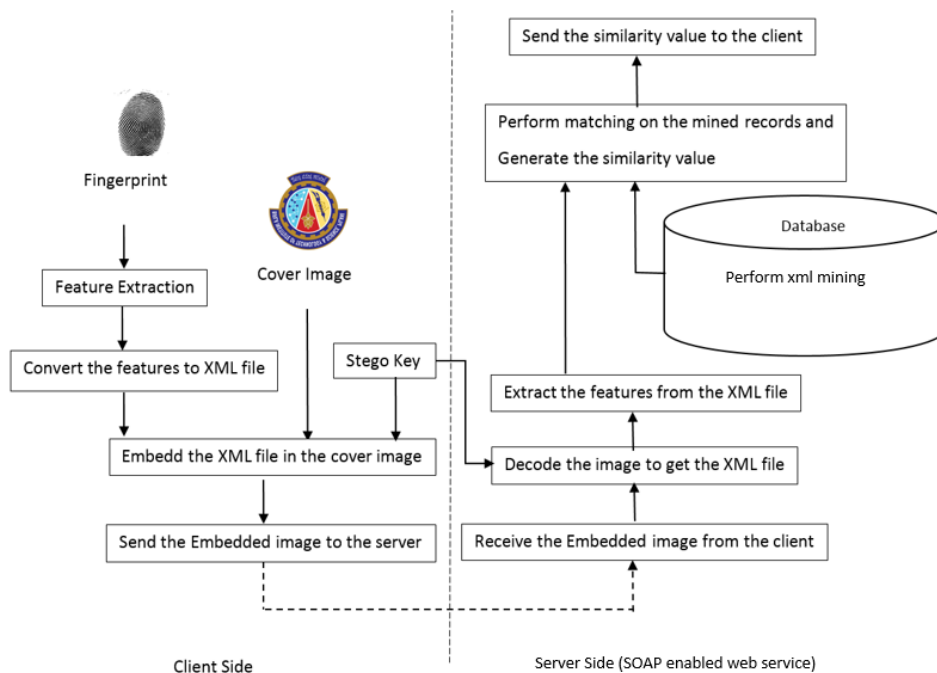 Fingerprint
Cover Image
Feature Extraction
Convert the features to XML file
Stego Key
Embedd the XML file in the cover image
Send the Embedded image to the server
Client Side
Send the similarity value to the client
Perform matching on the mined records and
Generate the similarity value
Database
Perform xml mining
Extract the features from the XML file
Decode the image to get the XML file
Receive the Embedded image from the client
Server Side (SOAP enabled web service)